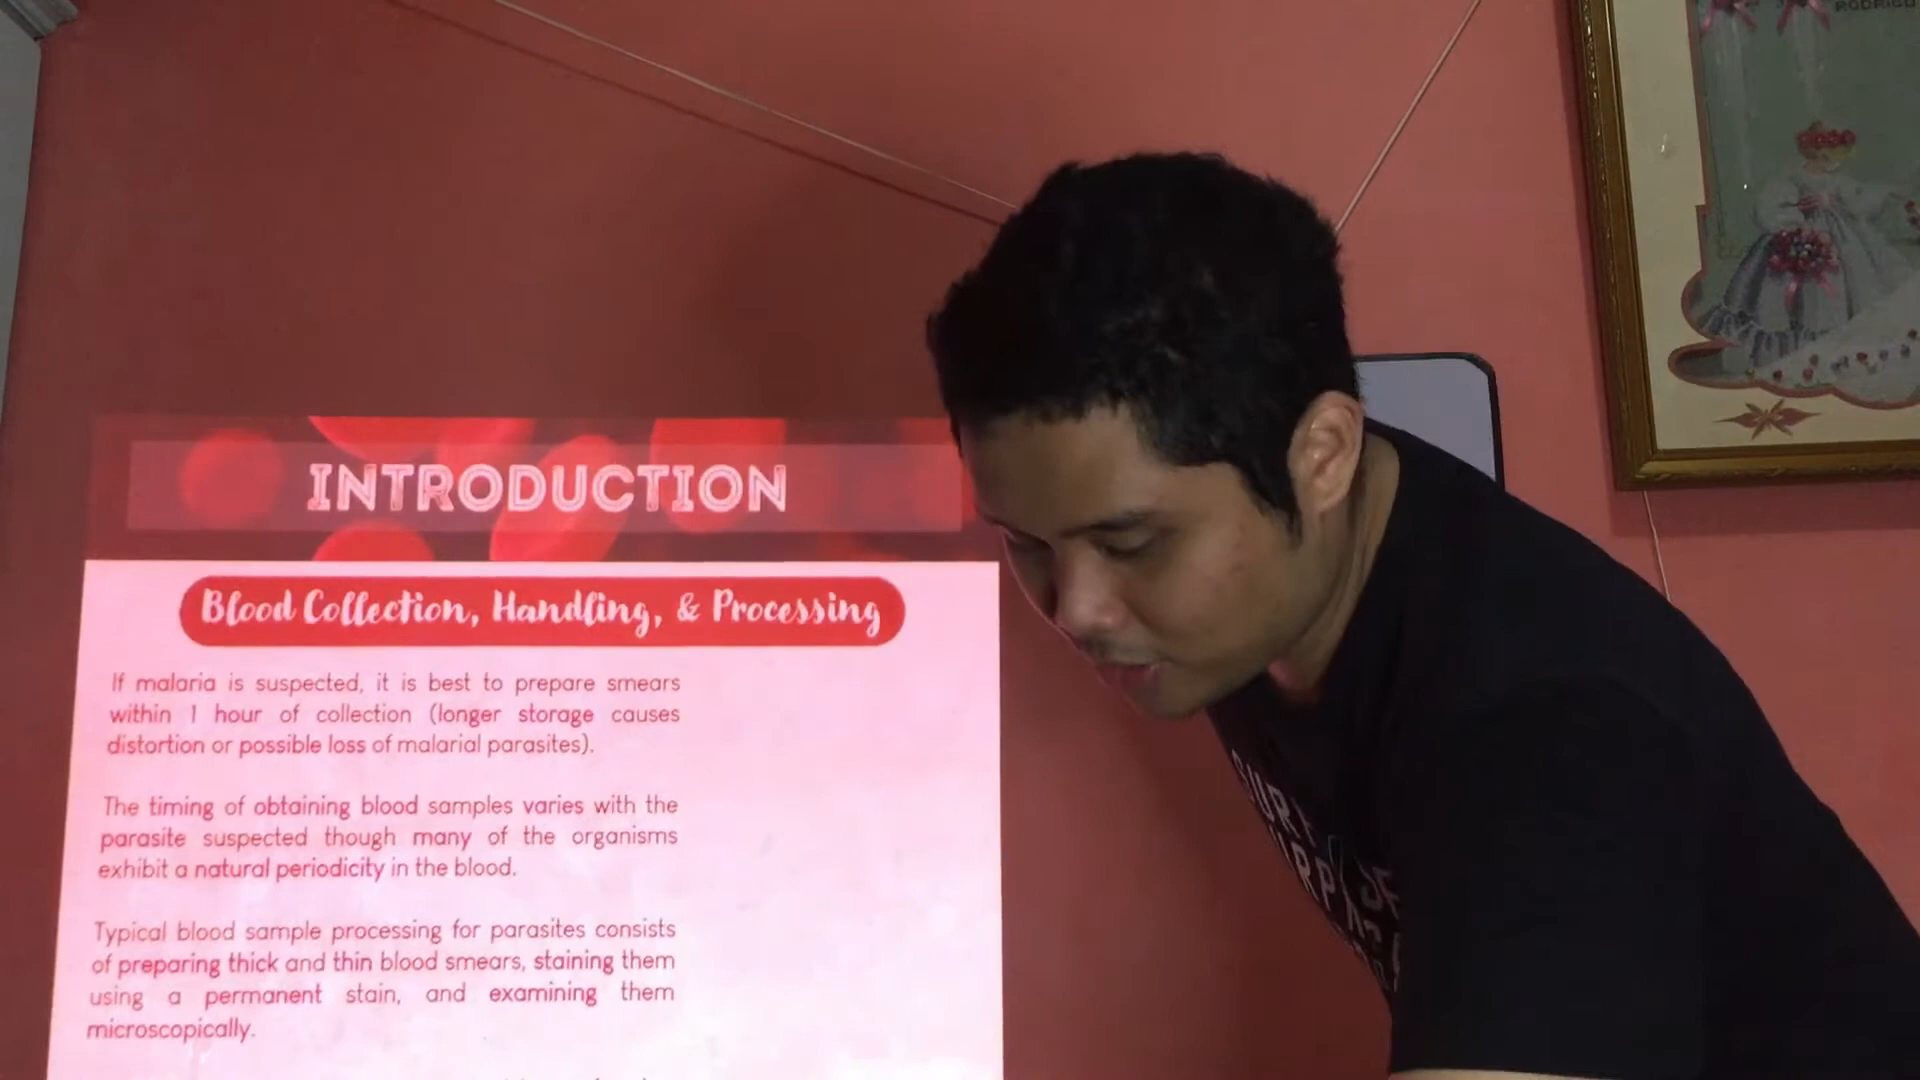 RODRIGO
INTRODUCTION
Blood Collection, Handling, & Processing
If malaria is suspected, it is best to prepare smears
within 1 hour of collection (longer storage causes
distortion or possible loss of malarial parasites).
The timing of obtaining blood samples varies with the
parasite suspected though many of the organisms
exhibit a natural periodicity in the blood.
Typical blood sample processing for parasites consists
of preparing thick and thin blood smears, staining them
using a permanent stain, and examining them
microscopically.